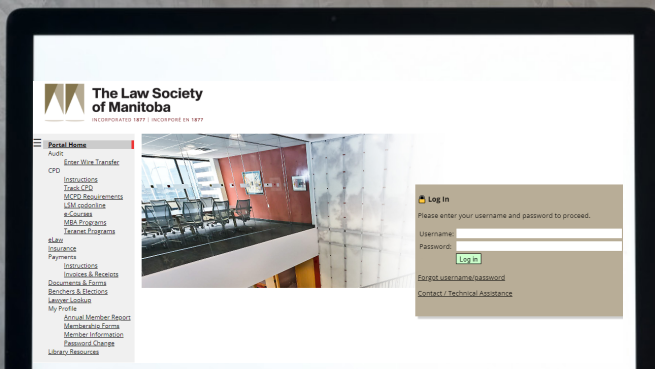 The Law Society
of Manitoba
INCORPORATED 1877 | INCORPORÉ EN 1877
Portal Home
Audit
Enter Wire Transfer
CPD
Instructions
Track CPD
MCPD Requirements
LSM cpdonline
e-Courses
MBA Programs
Teranet Programs
eLaw
Insurance
Payments
Instructions
Invoices & Receipts
Documents & Forms
Benchers & Elections
Lawyer Lookup
My Profile
Annual Member Report
Membership Forms
Member Information
Password Change
Library Resources
Log In
Please enter your username and password to proceed.
Username:
Password:
Log in
Forgot username/password
Contact / Technical Assistance